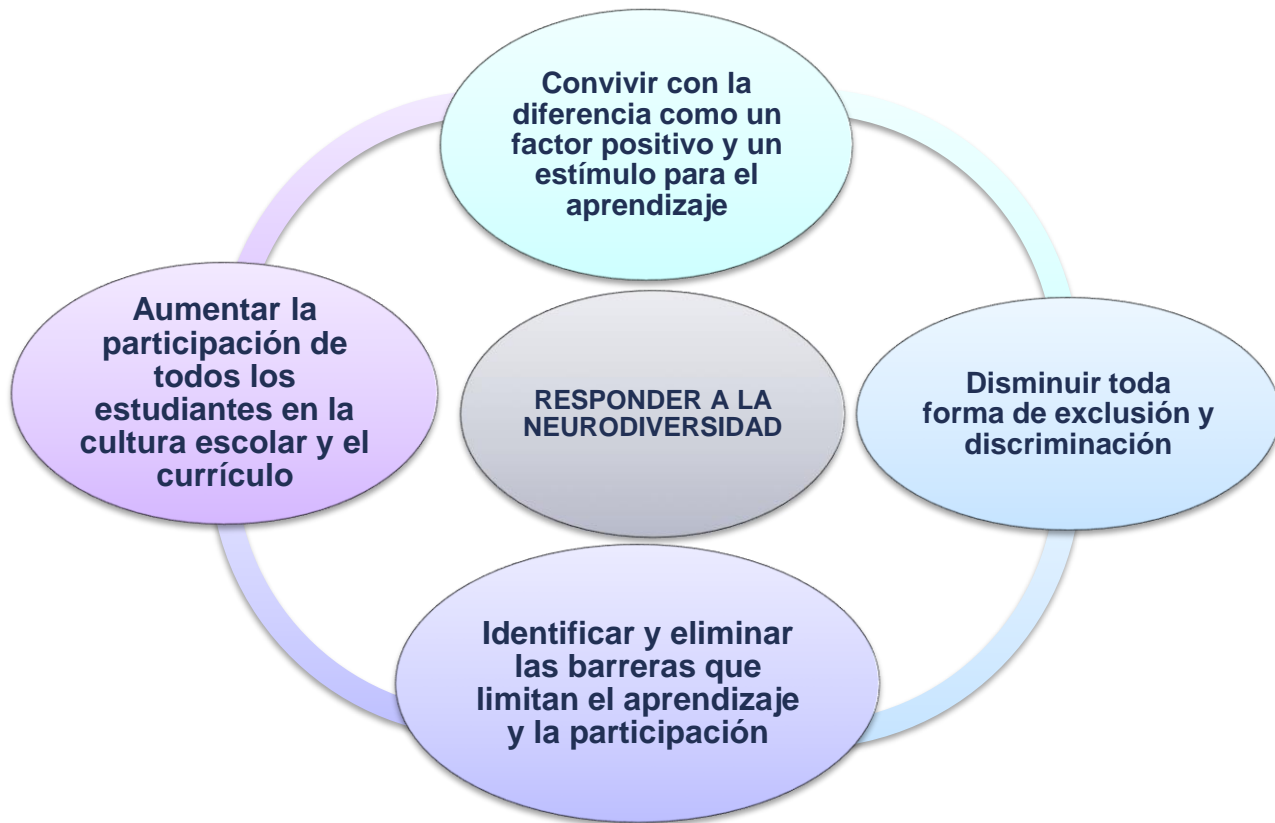 Convivir con la
diferencia como un
factor positivo y un
estímulo para el
aprendizaje
Aumentar la
participación de
todos los
estudiantes en la
cultura escolar y el
currículo
RESPONDER A LA
NEURODIVERSIDAD
Disminuir toda
forma de exclusión y
discriminación
Identificar y eliminar
las barreras que
limitan el aprendizaje
y la participación